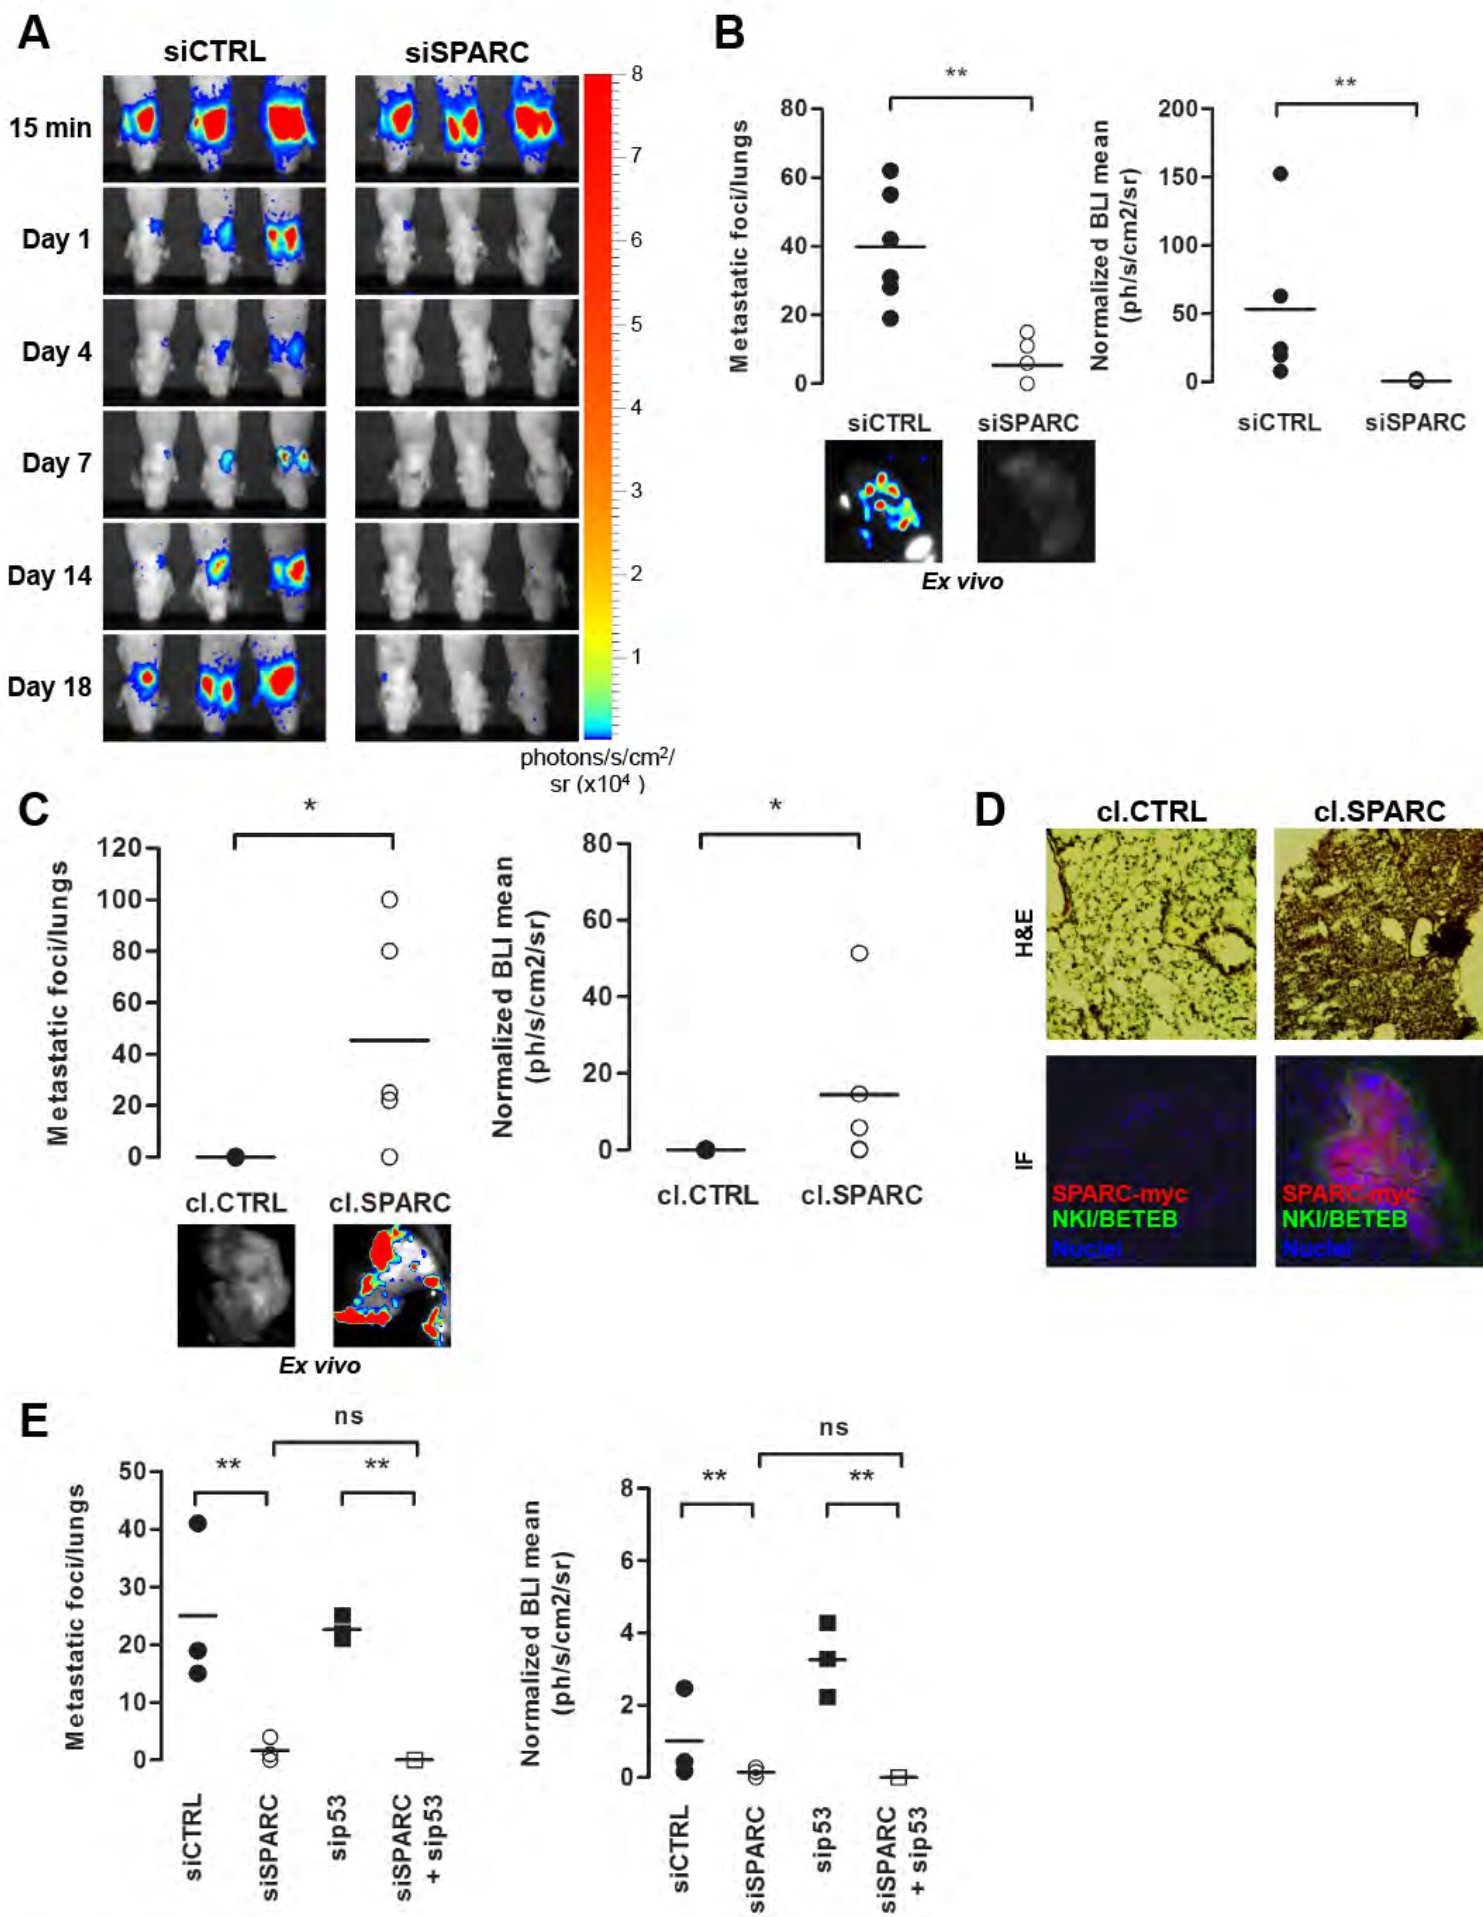 A
siCTRL
siSPARC
15 min
Day 1
Day 4
Day 7
Day 14
Day 18
8
7
6
5
4
3
2
1
photons/s/cm2/
sr (x10⁴ )
B
**
Metastatic foci/lungs
80
60
40
20
0
siCTRL
siSPARC
Ex vivo
**
Normalized BLI mean
(ph/s/cm2/sr)
200
150
100
50
0
siCTRL
siSPARC
C
*
Metastatic foci/lungs
120
100
80
60
40
20
0
cl.CTRL
cl.SPARC
Ex vivo
*
Normalized BLI mean
(ph/s/cm2/sr)
80
60
40
20
0
cl.CTRL
cl.SPARC
D
cl.CTRL
cl.SPARC
H&E
IF
SPARC-myc
NKI/BETEB
Nuclei
SPARC-myc
NKI/BETEB
Nuclei
E
ns
**
**
Metastatic foci/lungs
50
40
30
20
10
0
siCTRL
siSPARC
sip53
siSPARC
+ sip53
ns
**
**
Normalized BLI mean
(ph/s/cm2/sr)
8
6
4
2
0
siCTRL
siSPARC
sip53
siSPARC
+ sip53